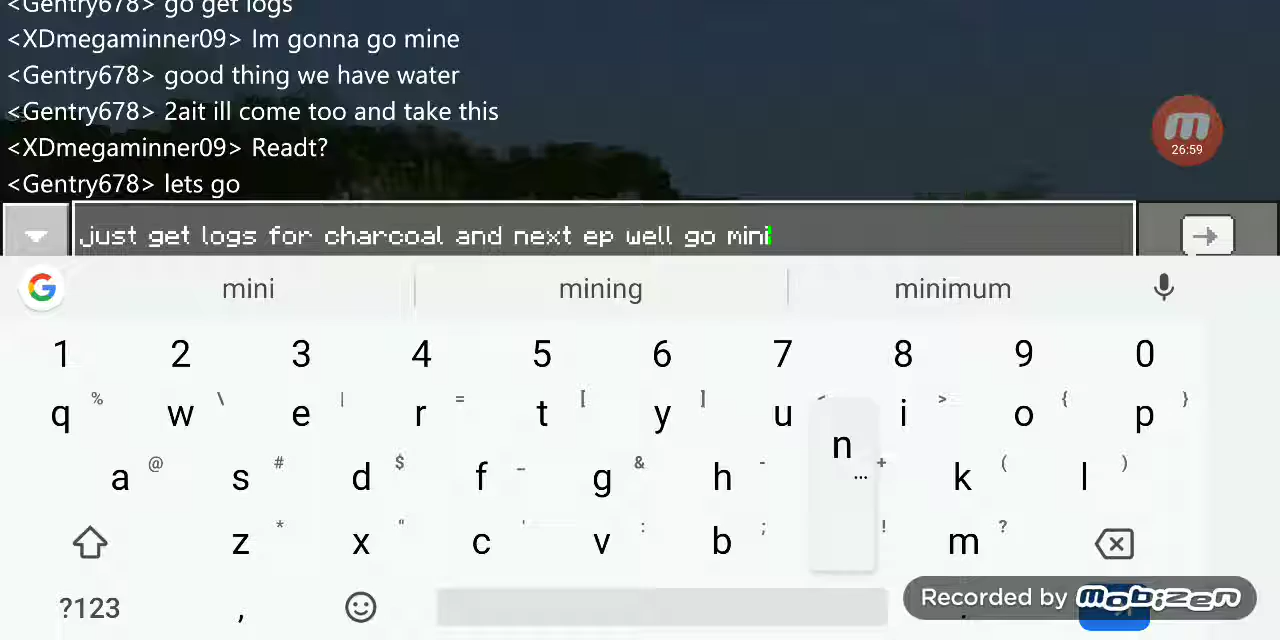 <Gentry678> go get logs
<XDmegaminner09> Im gonna go mine
<Gentry678> good thing we have water
<Gentry678> 2ait ill come too and take this
<XDmegaminner09> Readt?
<Gentry678> lets go
26:59
just get logs for charcoal and next ep well go mini
G mini mining minimum
1 2 3 4 5 6 7 8 9 0
% \ | = [ ] < > { }
q w e r t y u i o p
@ # $ _ & - + ( )
a s d f g h n ... k l
* " ' : ; ! ?
z x c v b m
?123 ,
Recorded by mobizen